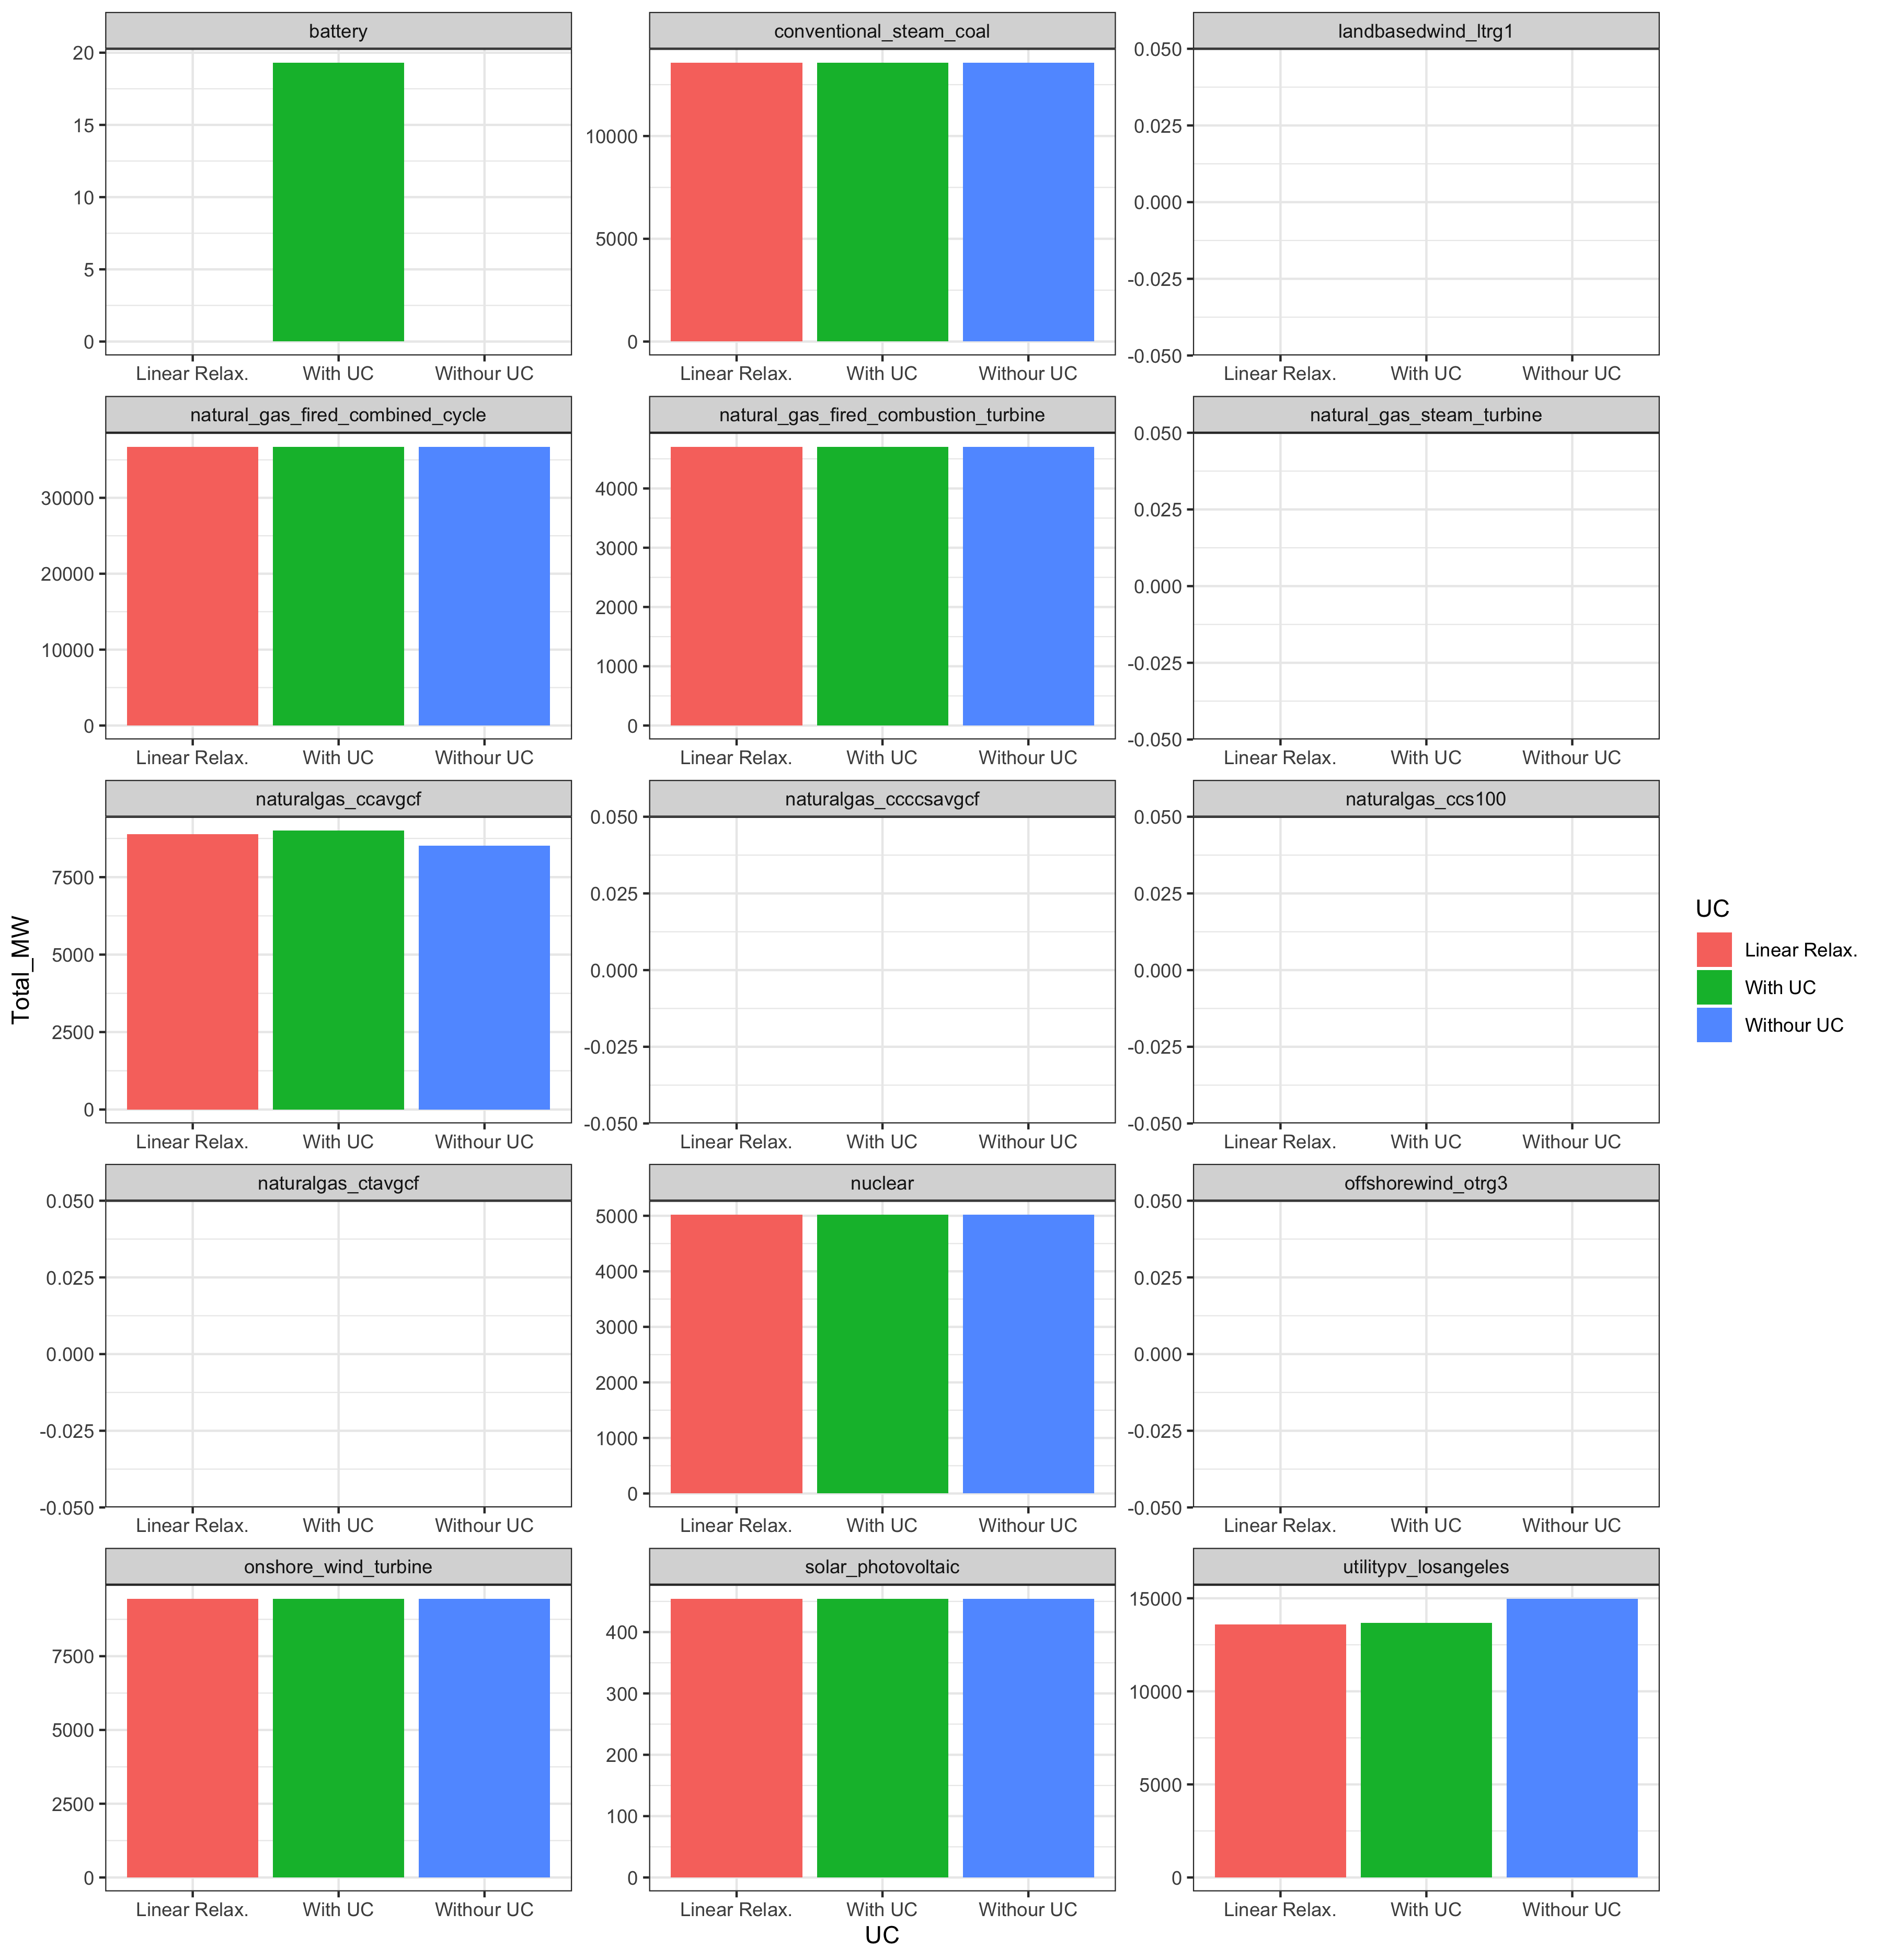 battery
conventional_steam_coal
landbasedwind_ltrg1
20
15
10
5
0
10000
5000
0
0.050
0.025
0.000
-0.025
-0.050
Linear Relax. With UC Withour UC
Linear Relax. With UC Withour UC
Linear Relax. With UC Withour UC
natural_gas_fired_combined_cycle
natural_gas_fired_combustion_turbine
natural_gas_steam_turbine
30000
20000
10000
0
4000
3000
2000
1000
0
0.050
0.025
0.000
-0.025
-0.050
Linear Relax. With UC Withour UC
Linear Relax. With UC Withour UC
Linear Relax. With UC Withour UC
naturalgas_ccavgcf
naturalgas_ccccsavgcf
naturalgas_ccs100
7500
5000
2500
0
0.050
0.025
0.000
-0.025
-0.050
0.050
0.025
0.000
-0.025
-0.050
Linear Relax. With UC Withour UC
Linear Relax. With UC Withour UC
Linear Relax. With UC Withour UC
naturalgas_ctavgcf
nuclear
offshorewind_otrg3
0.050
0.025
0.000
-0.025
-0.050
5000
4000
3000
2000
1000
0
0.050
0.025
0.000
-0.025
-0.050
Linear Relax. With UC Withour UC
Linear Relax. With UC Withour UC
Linear Relax. With UC Withour UC
onshore_wind_turbine
solar_photovoltaic
utilitypv_losangeles
7500
5000
2500
0
400
300
200
100
0
15000
10000
5000
0
Linear Relax. With UC Withour UC
Linear Relax. With UC Withour UC
Linear Relax. With UC Withour UC
UC
Total_MW
UC
Linear Relax.
With UC
Withour UC